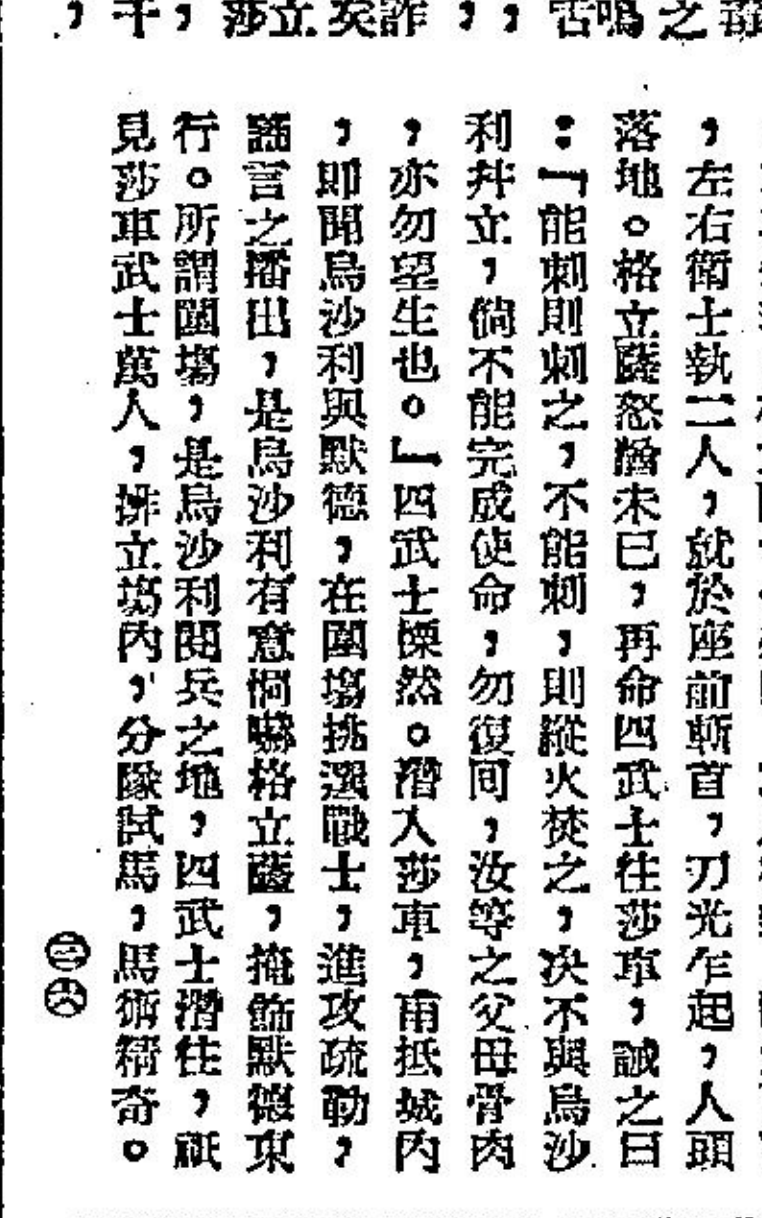 ，左右衛士執二人，就於座前斬首，刀光乍起，人頭
落地。格立薩怒猶未已，再命四武士往莎車，誡之曰
：『能刺則刺之，不能刺，則縱火焚之，決不與烏沙
利幷立，倘不能完成使命，勿復回，汝等之父母骨肉
，亦勿望生也。』四武士慄然。潛入莎車，甫抵城內
，卽聞烏沙利與默德，在圍場挑選戰士，進攻疏勒，
謠言之播出，是烏沙利有意恫嚇格立薩，掩飾默德東
行。所謂圍場，是烏沙利閱兵之地，四武士潛往，祇
見莎車武士萬人，排立場內，分隊試馬，馬術精奇。
㊂㊅